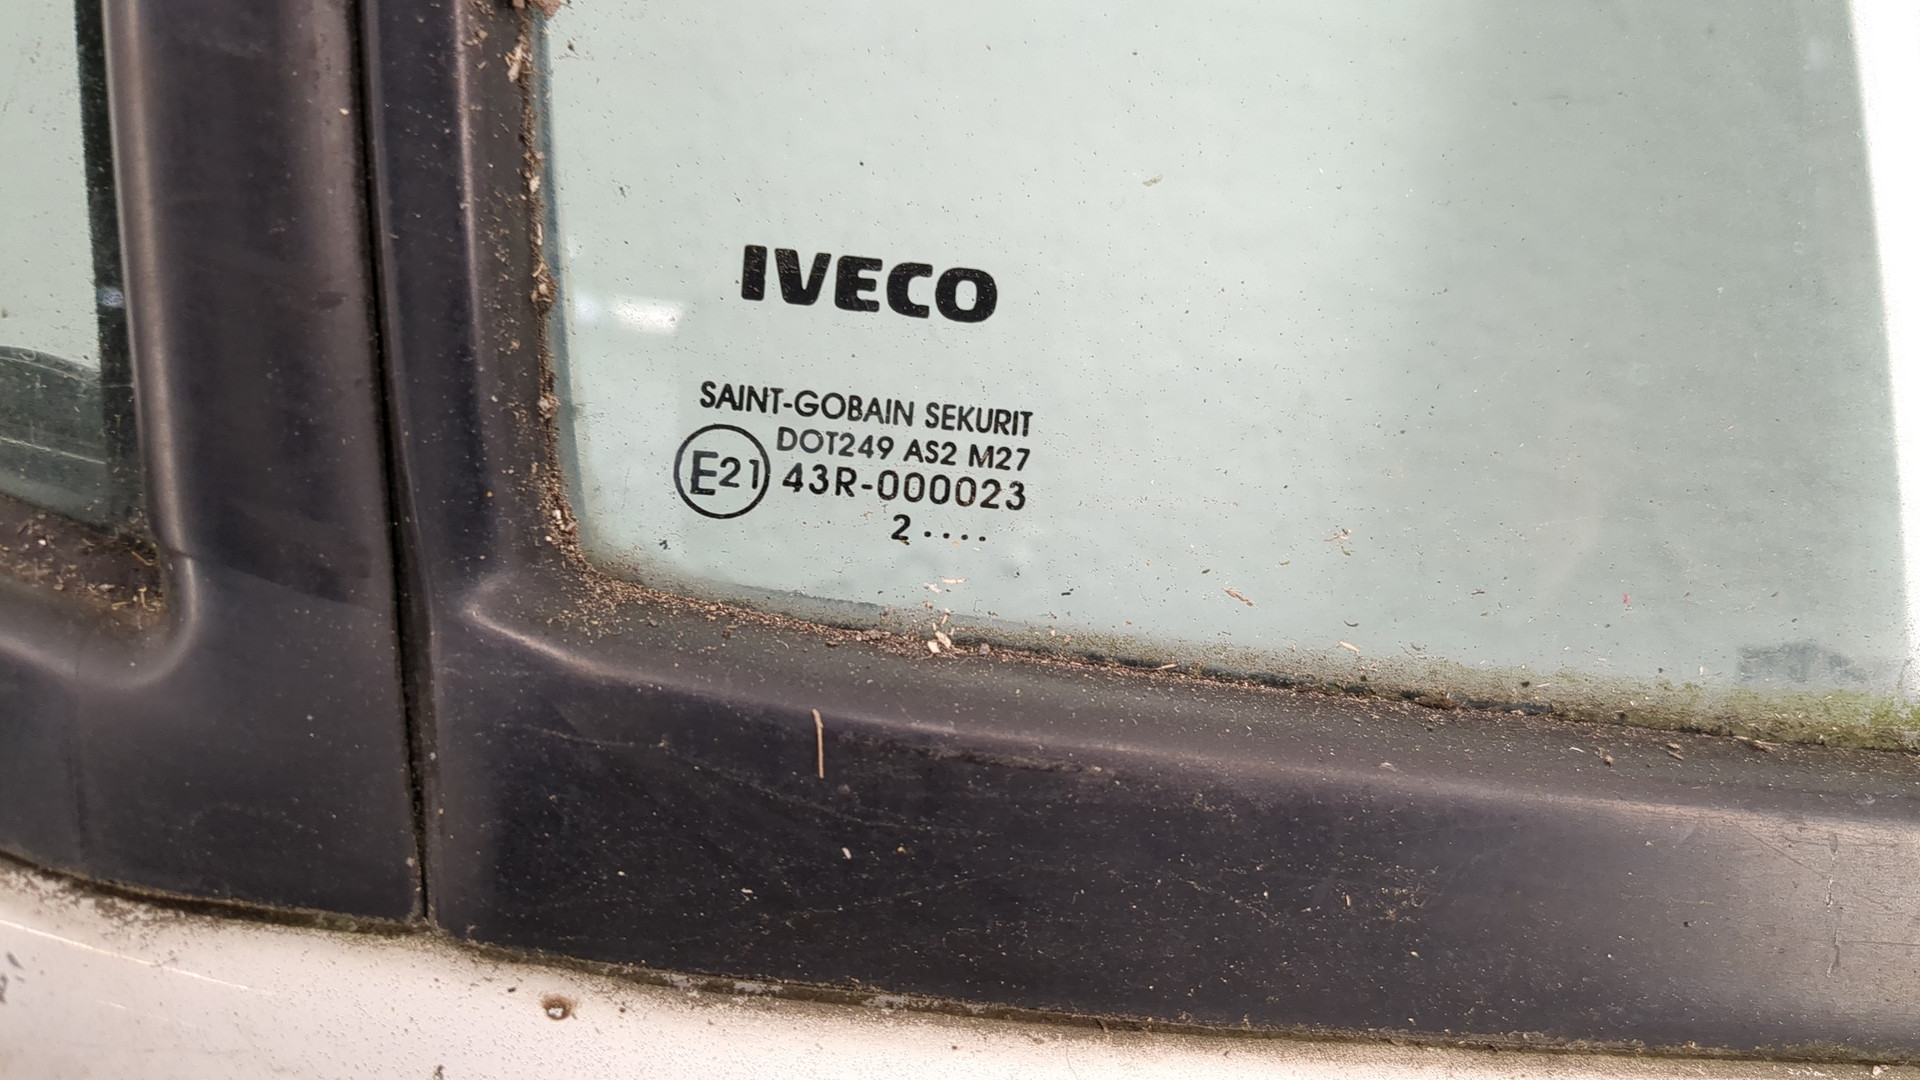 IVECO
SAINT-GOBAIN SEKURIT
DOT249 AS2 M27
E21 43R-000023
2 ....